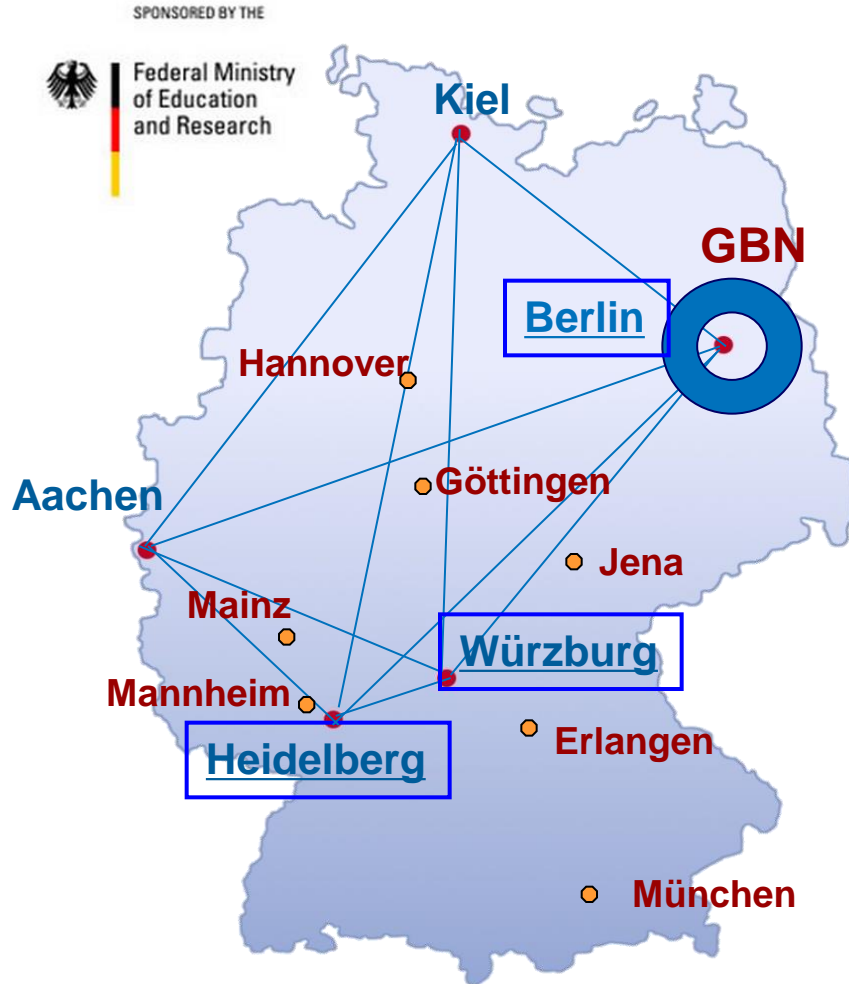 SPONSORED BY THE
Federal Ministry
of Education
and Research
Kiel
GBN
Berlin
Hannover
Göttingen
Aachen
Jena
Mainz
Würzburg
Mannheim
Erlangen
Heidelberg
München